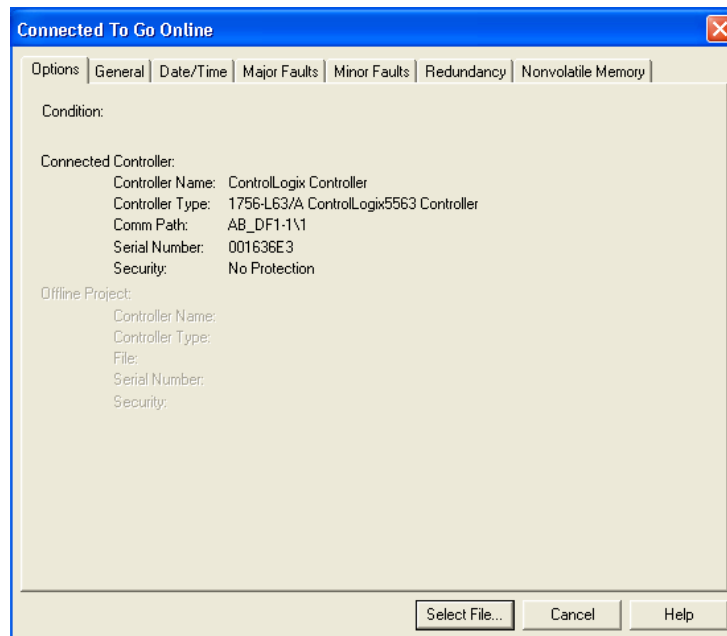 Connected To Go Online
Options General Date/Time Major Faults Minor Faults Redundancy Nonvolatile Memory
Condition:
Connected Controller:
Controller Name: ControlLogix Controller
Controller Type: 1756-L63/A ControlLogix5563 Controller
Comm Path: AB_DF1-1\1
Serial Number: 001636E3
Security: No Protection
Offline Project:
Controller Name:
Controller Type:
File:
Serial Number:
Security:
Select File... Cancel Help